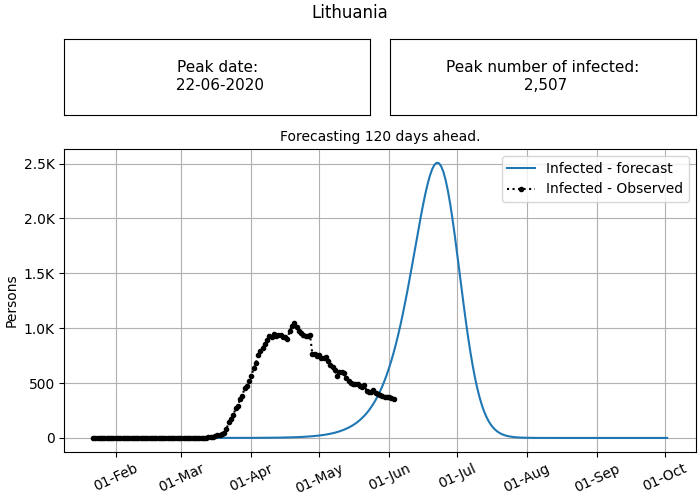 Lithuania
Peak date:
22-06-2020
Peak number of infected:
2,507
Forecasting 120 days ahead.
Infected - forecast
Infected - Observed
Persons
2.5K
2.0K
1.5K
1.0K
500
0
01-Feb
01-Mar
01-Apr
01-May
01-Jun
01-Jul
01-Aug
01-Sep
01-Oct